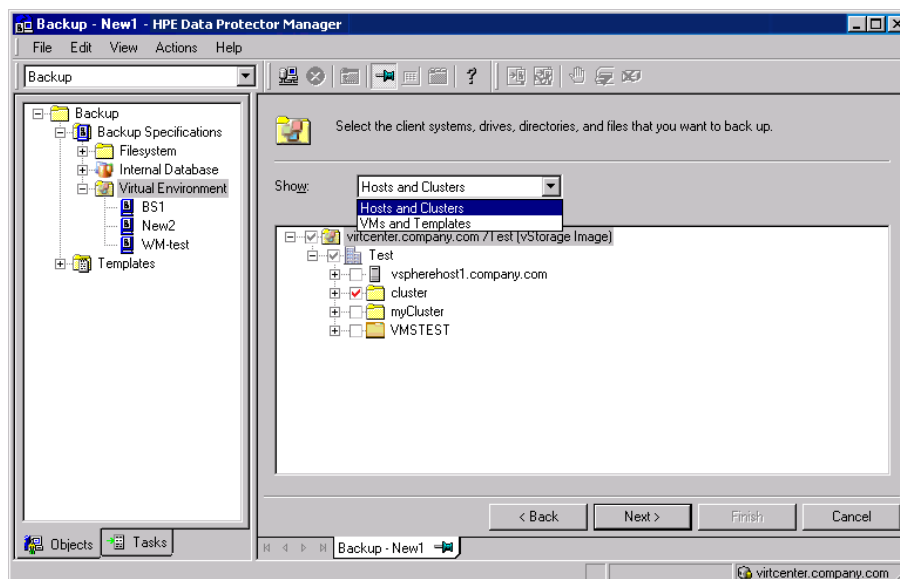 Backup - New1 - HPE Data Protector Manager
File Edit View Actions Help
Backup
Backup
Backup Specifications
Filesystem
Internal Database
Virtual Environment
BS1
New2
WM-test
Templates
Select the client systems, drives, directories, and files that you want to back up.
Show: Hosts and Clusters
Hosts and Clusters
VMs and Templates
virtcenter.company.com /Test [vStorage Image]
Test
vspherehost1.company.com
cluster
myCluster
VMSTEST
< Back Next > Finish Cancel
Objects Tasks
Backup - New1
virtcenter.company.com